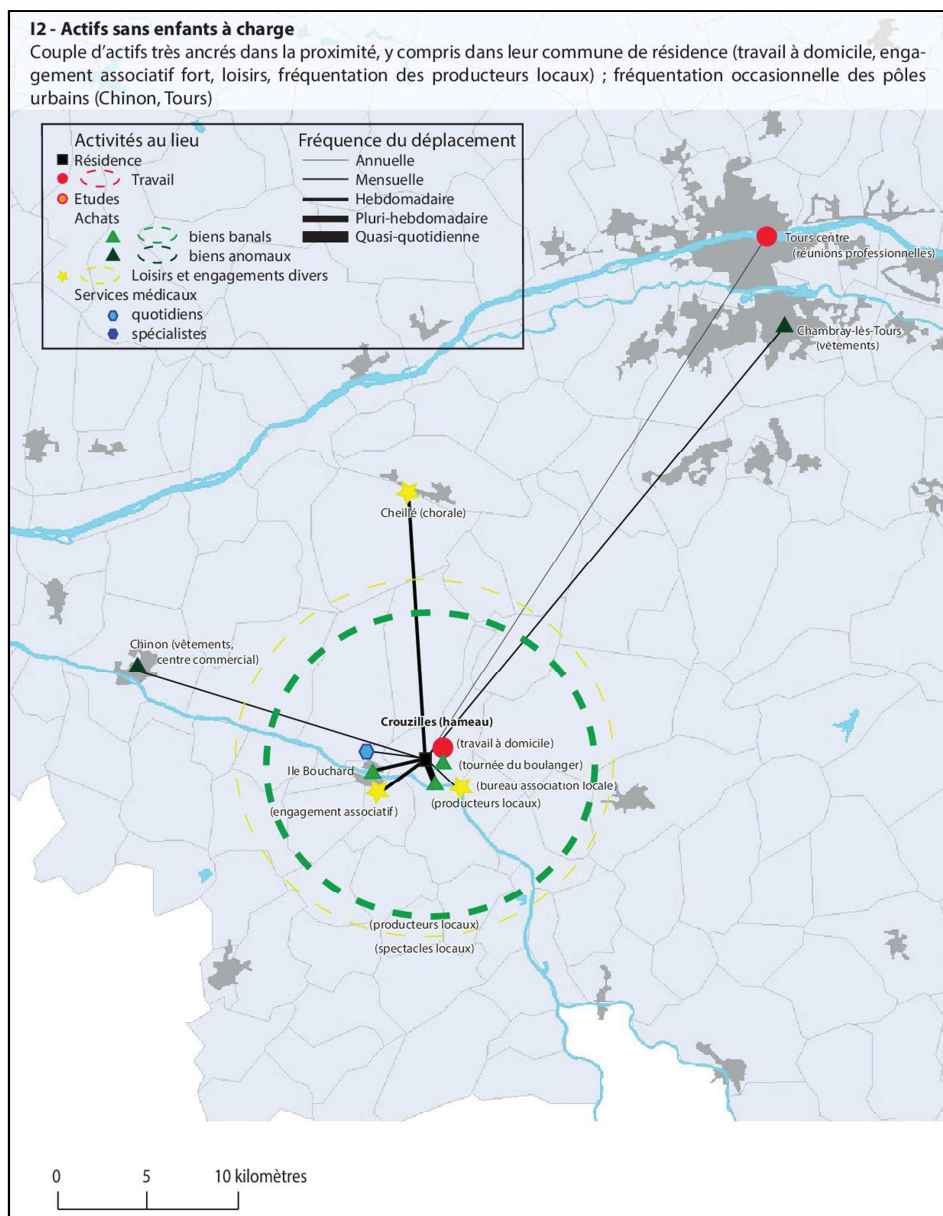 I2 - Actifs sans enfants à charge
Couple d'actifs très ancrés dans la proximité, y compris dans leur commune de résidence (travail à domicile, enga-
gement associatif fort, loisirs, fréquentation des producteurs locaux) ; fréquentation occasionnelle des pôles
urbains (Chinon, Tours)
Activités au lieu
Résidence
Travail
Etudes
Achats
biens banals
biens anomaux
Loisirs et engagements divers
Services médicaux
quotidiens
spécialistes
Fréquence du déplacement
Annuelle
Mensuelle
Hebdomadaire
Pluri-hebdomadaire
Quasi-quotidienne
Tours centre
(réunions professionnelles)
Chambray-lès-Tours
(vêtements)
Cheillé (chorale)
Chinon (vêtements,
centre commercial)
Crouzilles (hameau)
(travail à domicile)
(tournée du boulanger)
Ile Bouchard
(bureau association locale)
(producteurs locaux)
(engagement associatif)
(producteurs locaux)
(spectacles locaux)
0 5 10 kilomètres